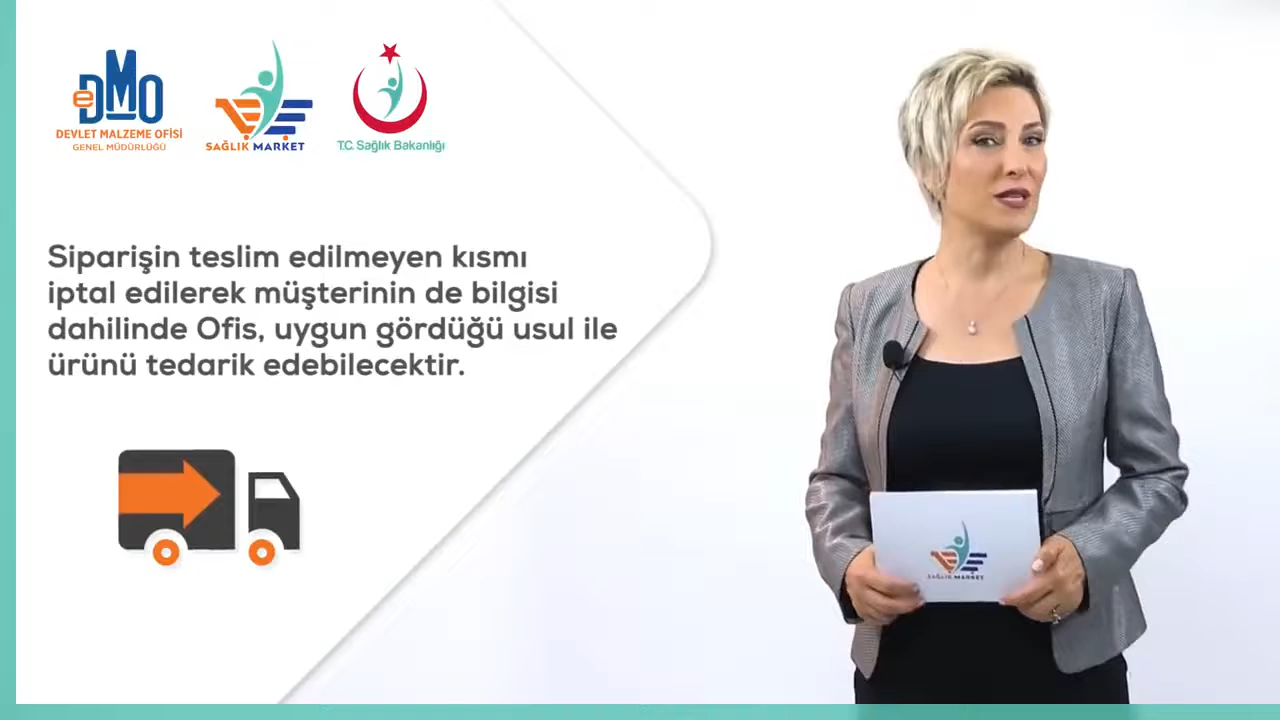 eDMO
DEVLET MALZEME OFİSİ
GENEL MÜDÜRLÜĞÜ
SAĞLIK MARKET
T.C. Sağlık Bakanlığı
Siparişin teslim edilmeyen kısmı
iptal edilerek müşterinin de bilgisi
dahilinde Ofis, uygun gördüğü usul ile
ürünü tedarik edebilecektir.
SAĞLIK MARKET